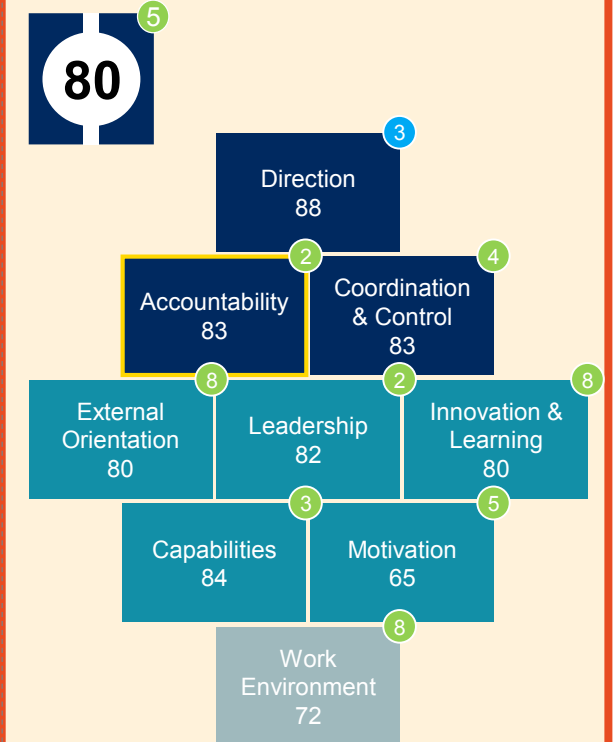 5
80
3
Direction
88
2
Accountability
83
4
Coordination
& Control
83
8
External
Orientation
80
2
Leadership
82
8
Innovation &
Learning
80
3
Capabilities
84
5
Motivation
65
8
Work
Environment
72